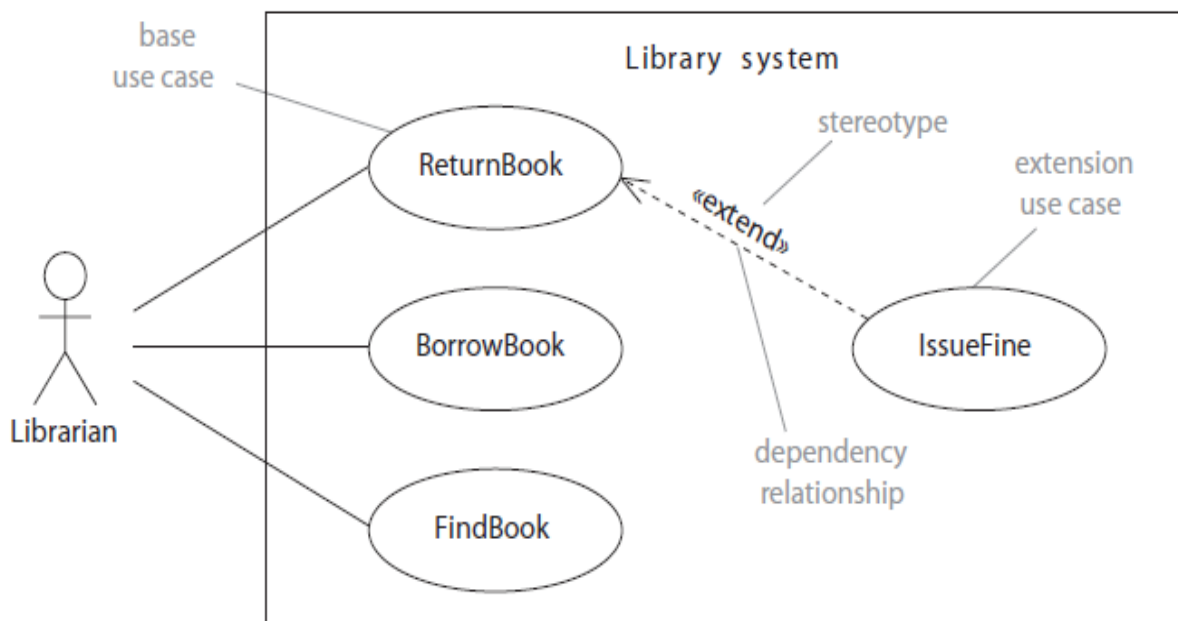 base
use case
Library system
stereotype
ReturnBook
«extend»
extension
use case
BorrowBook
IssueFine
Librarian
dependency
relationship
FindBook